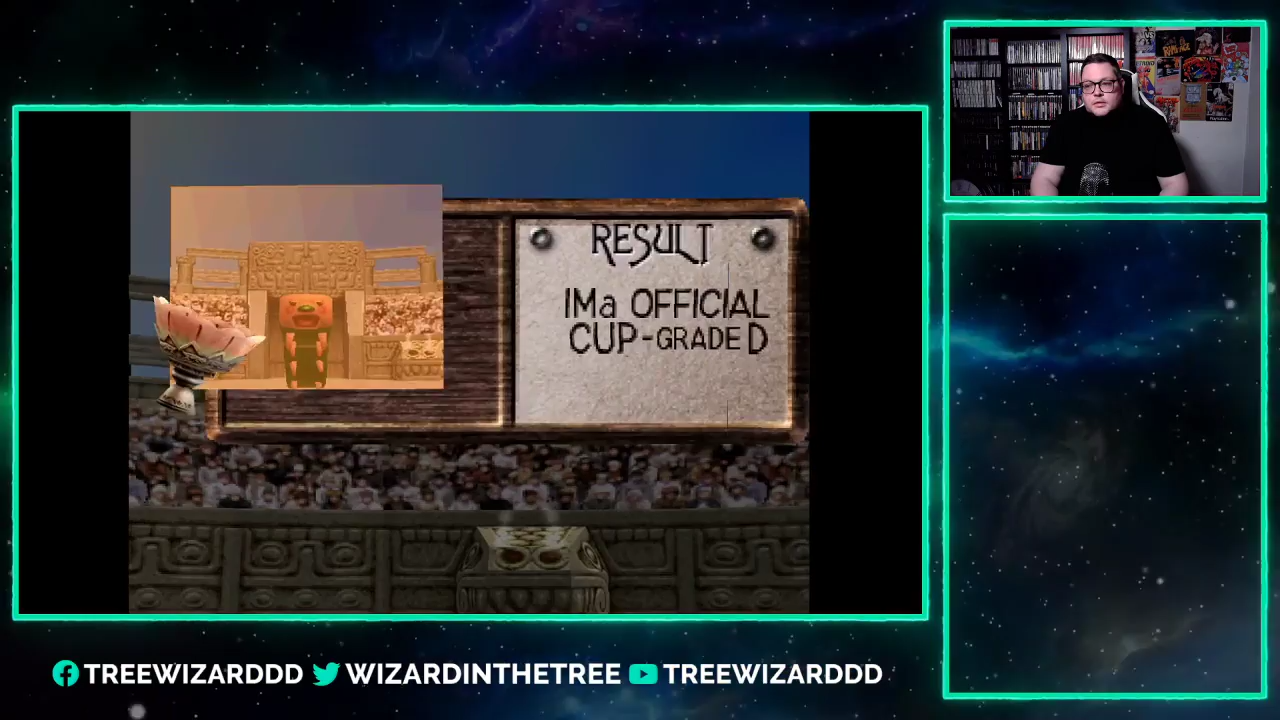 RESULT
IMa OFFICIAL
CUP-GRADE D
TREEWIZARDDD WIZARDINTHETREE TREEWIZARDDD